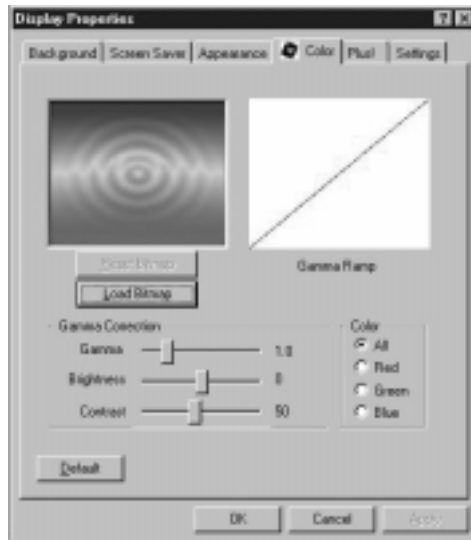 Display Properties
Background Screen Saver Appearance Color Plus! Settings
Reset Bitmap
Gamma Ramp
Load Bitmap
Gamma Correction
Gamma 1.0
Brightness 0
Contrast 50
Color
All
Red
Green
Blue
Default
OK Cancel Apply